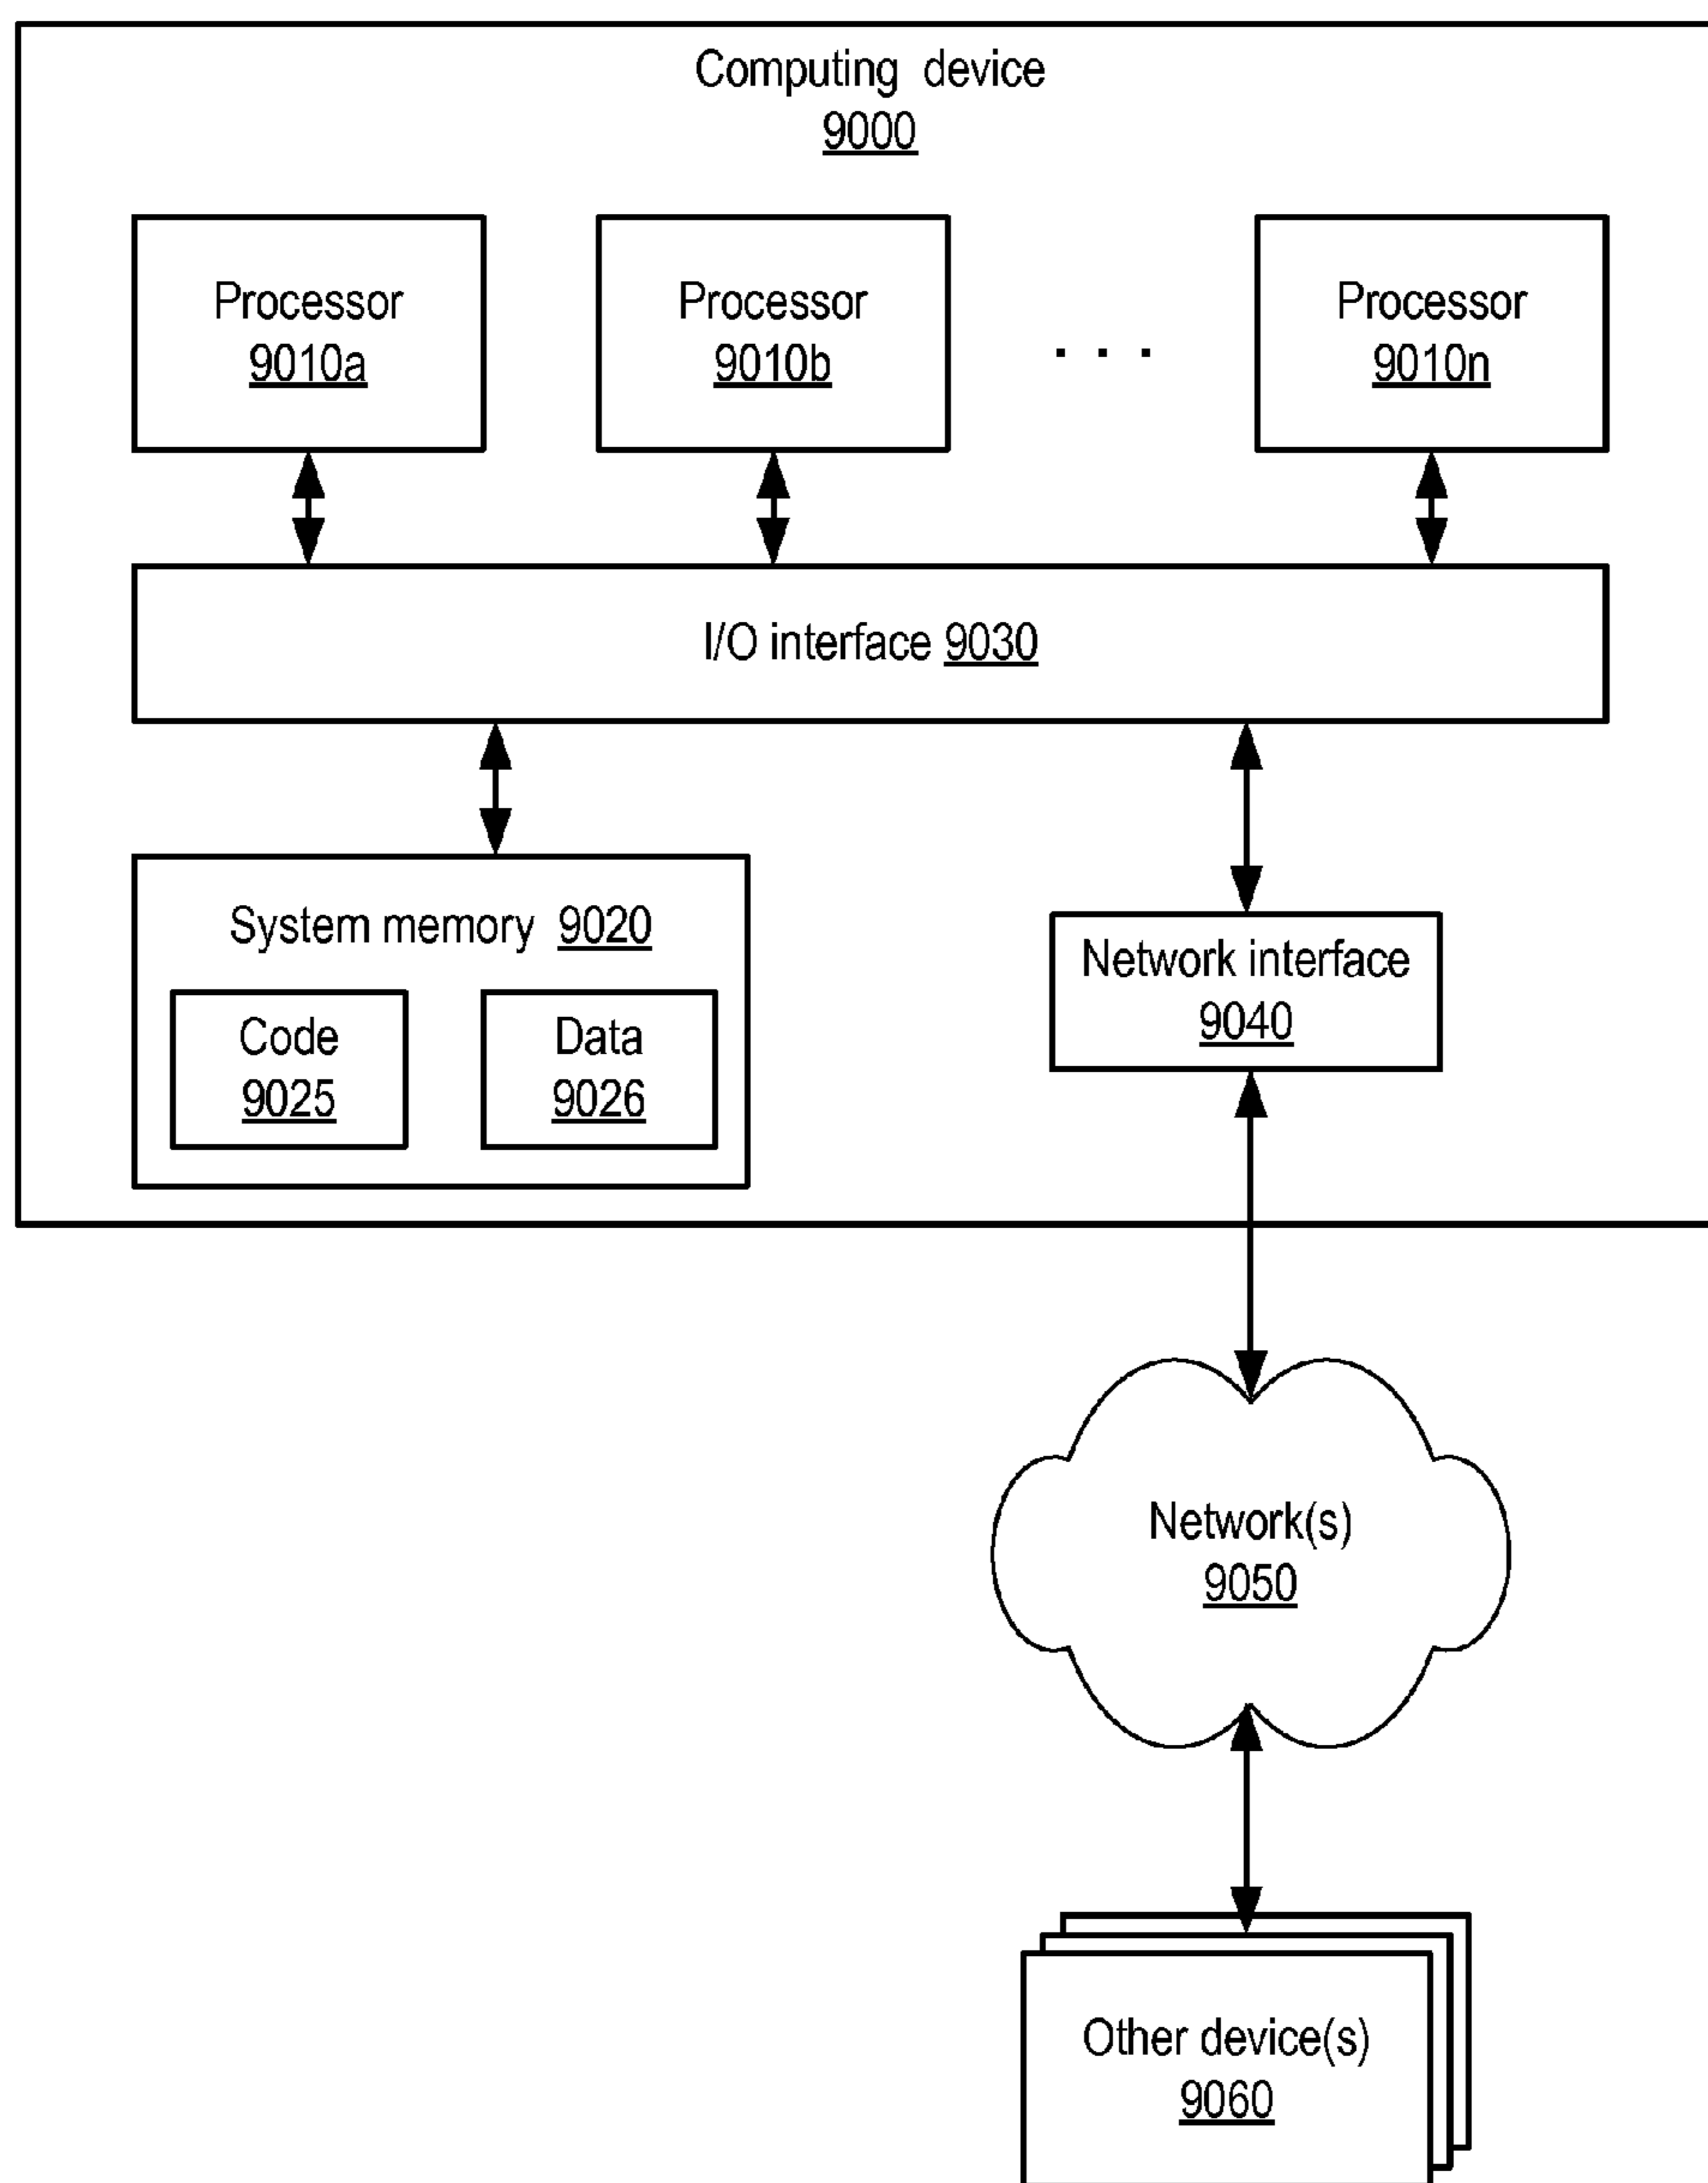 Computing device
9000
Processor
9010a
Processor
9010b
. . .
Processor
9010n
I/O interface 9030
System memory 9020
Code
9025
Data
9026
Network interface
9040
Network(s)
9050
Other device(s)
9060